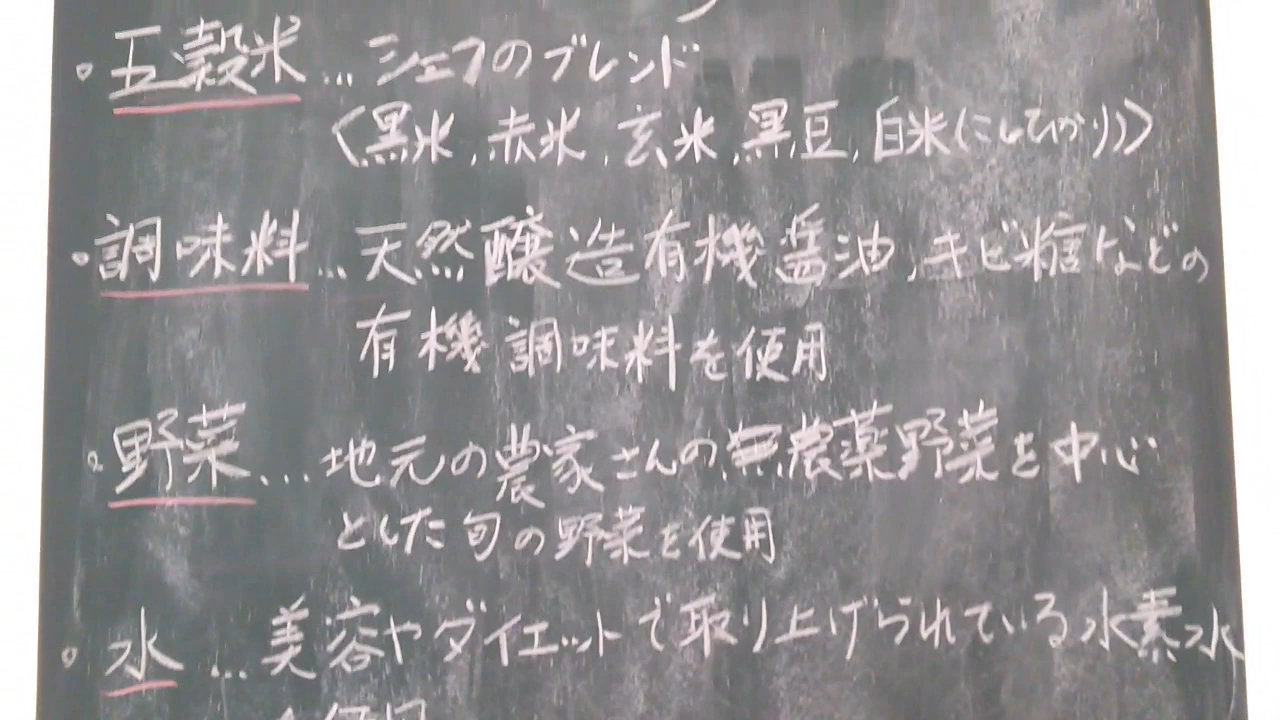 ・五穀米…シェフのブレンド
〈黒米,赤米,玄米,黒豆,白米(こしひかり)〉
・調味料…天然醸造有機醤油,キビ糖などの
有機調味料を使用
・野菜…地元の農家さんの無農薬野菜を中心
とした旬の野菜を使用
・水…美容やダイエットで取り上げられている水素水